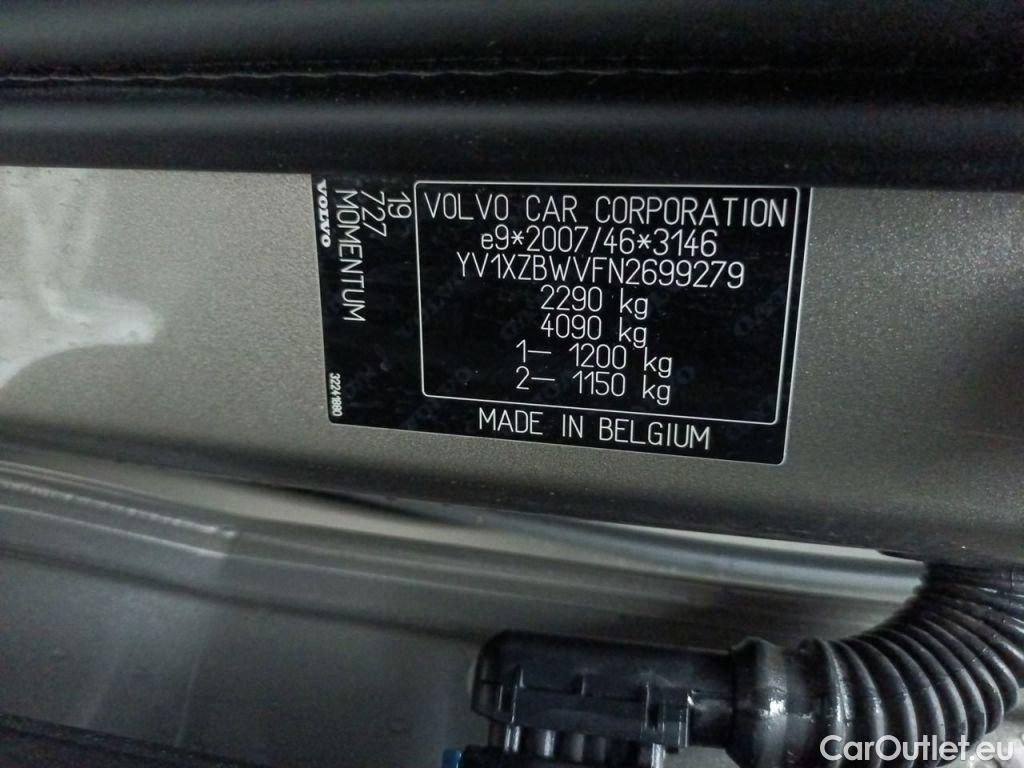 VOLVO CAR CORPORATION
e9*2007/46*3146
YV1XZBWVFN2699279
2290 kg
4090 kg
1– 1200 kg
2– 1150 kg
MADE IN BELGIUM
19
727
MOMENTUM
VOLVO
32241890
CarOutlet.eu